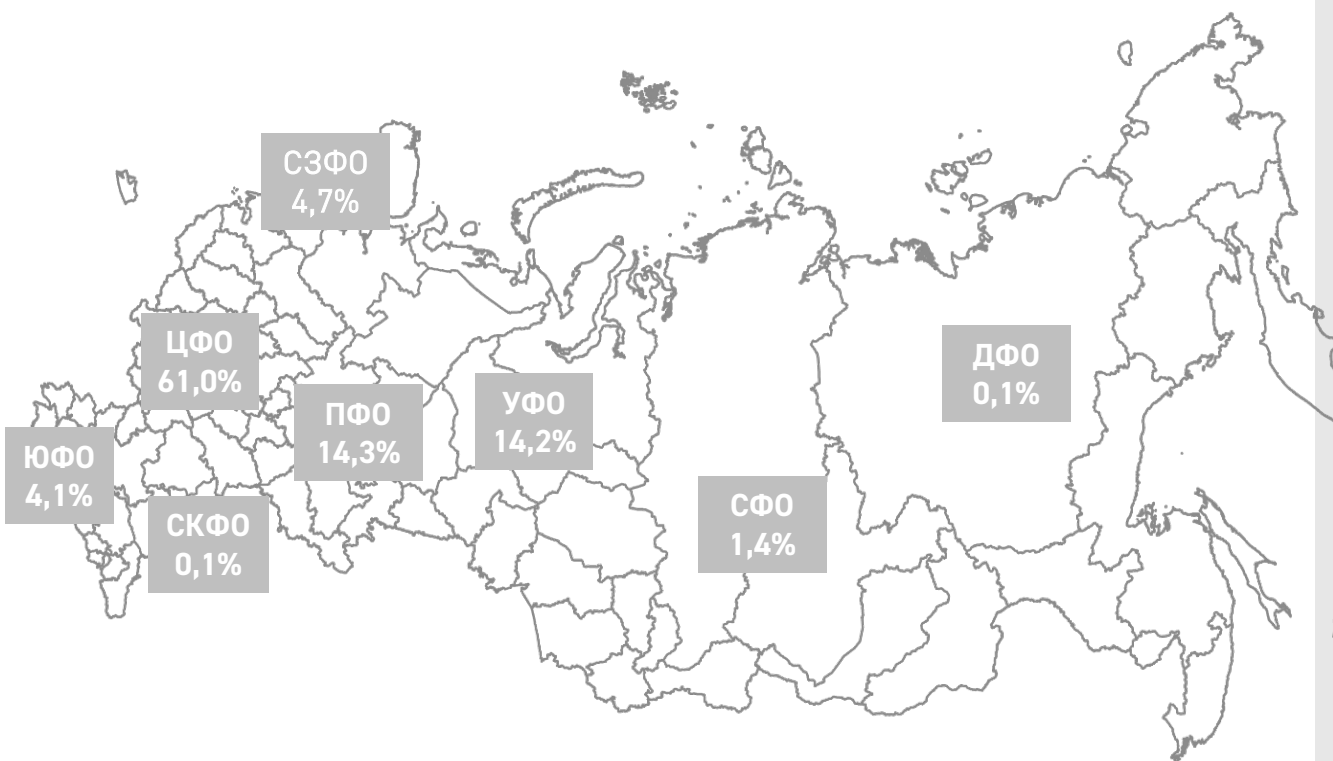 СЗФО
4,7%
ЦФО
61,0%
ДФО
0,1%
УФО
14,2%
ПФО
14,3%
ЮФО
4,1%
СФО
1,4%
СКФО
0,1%